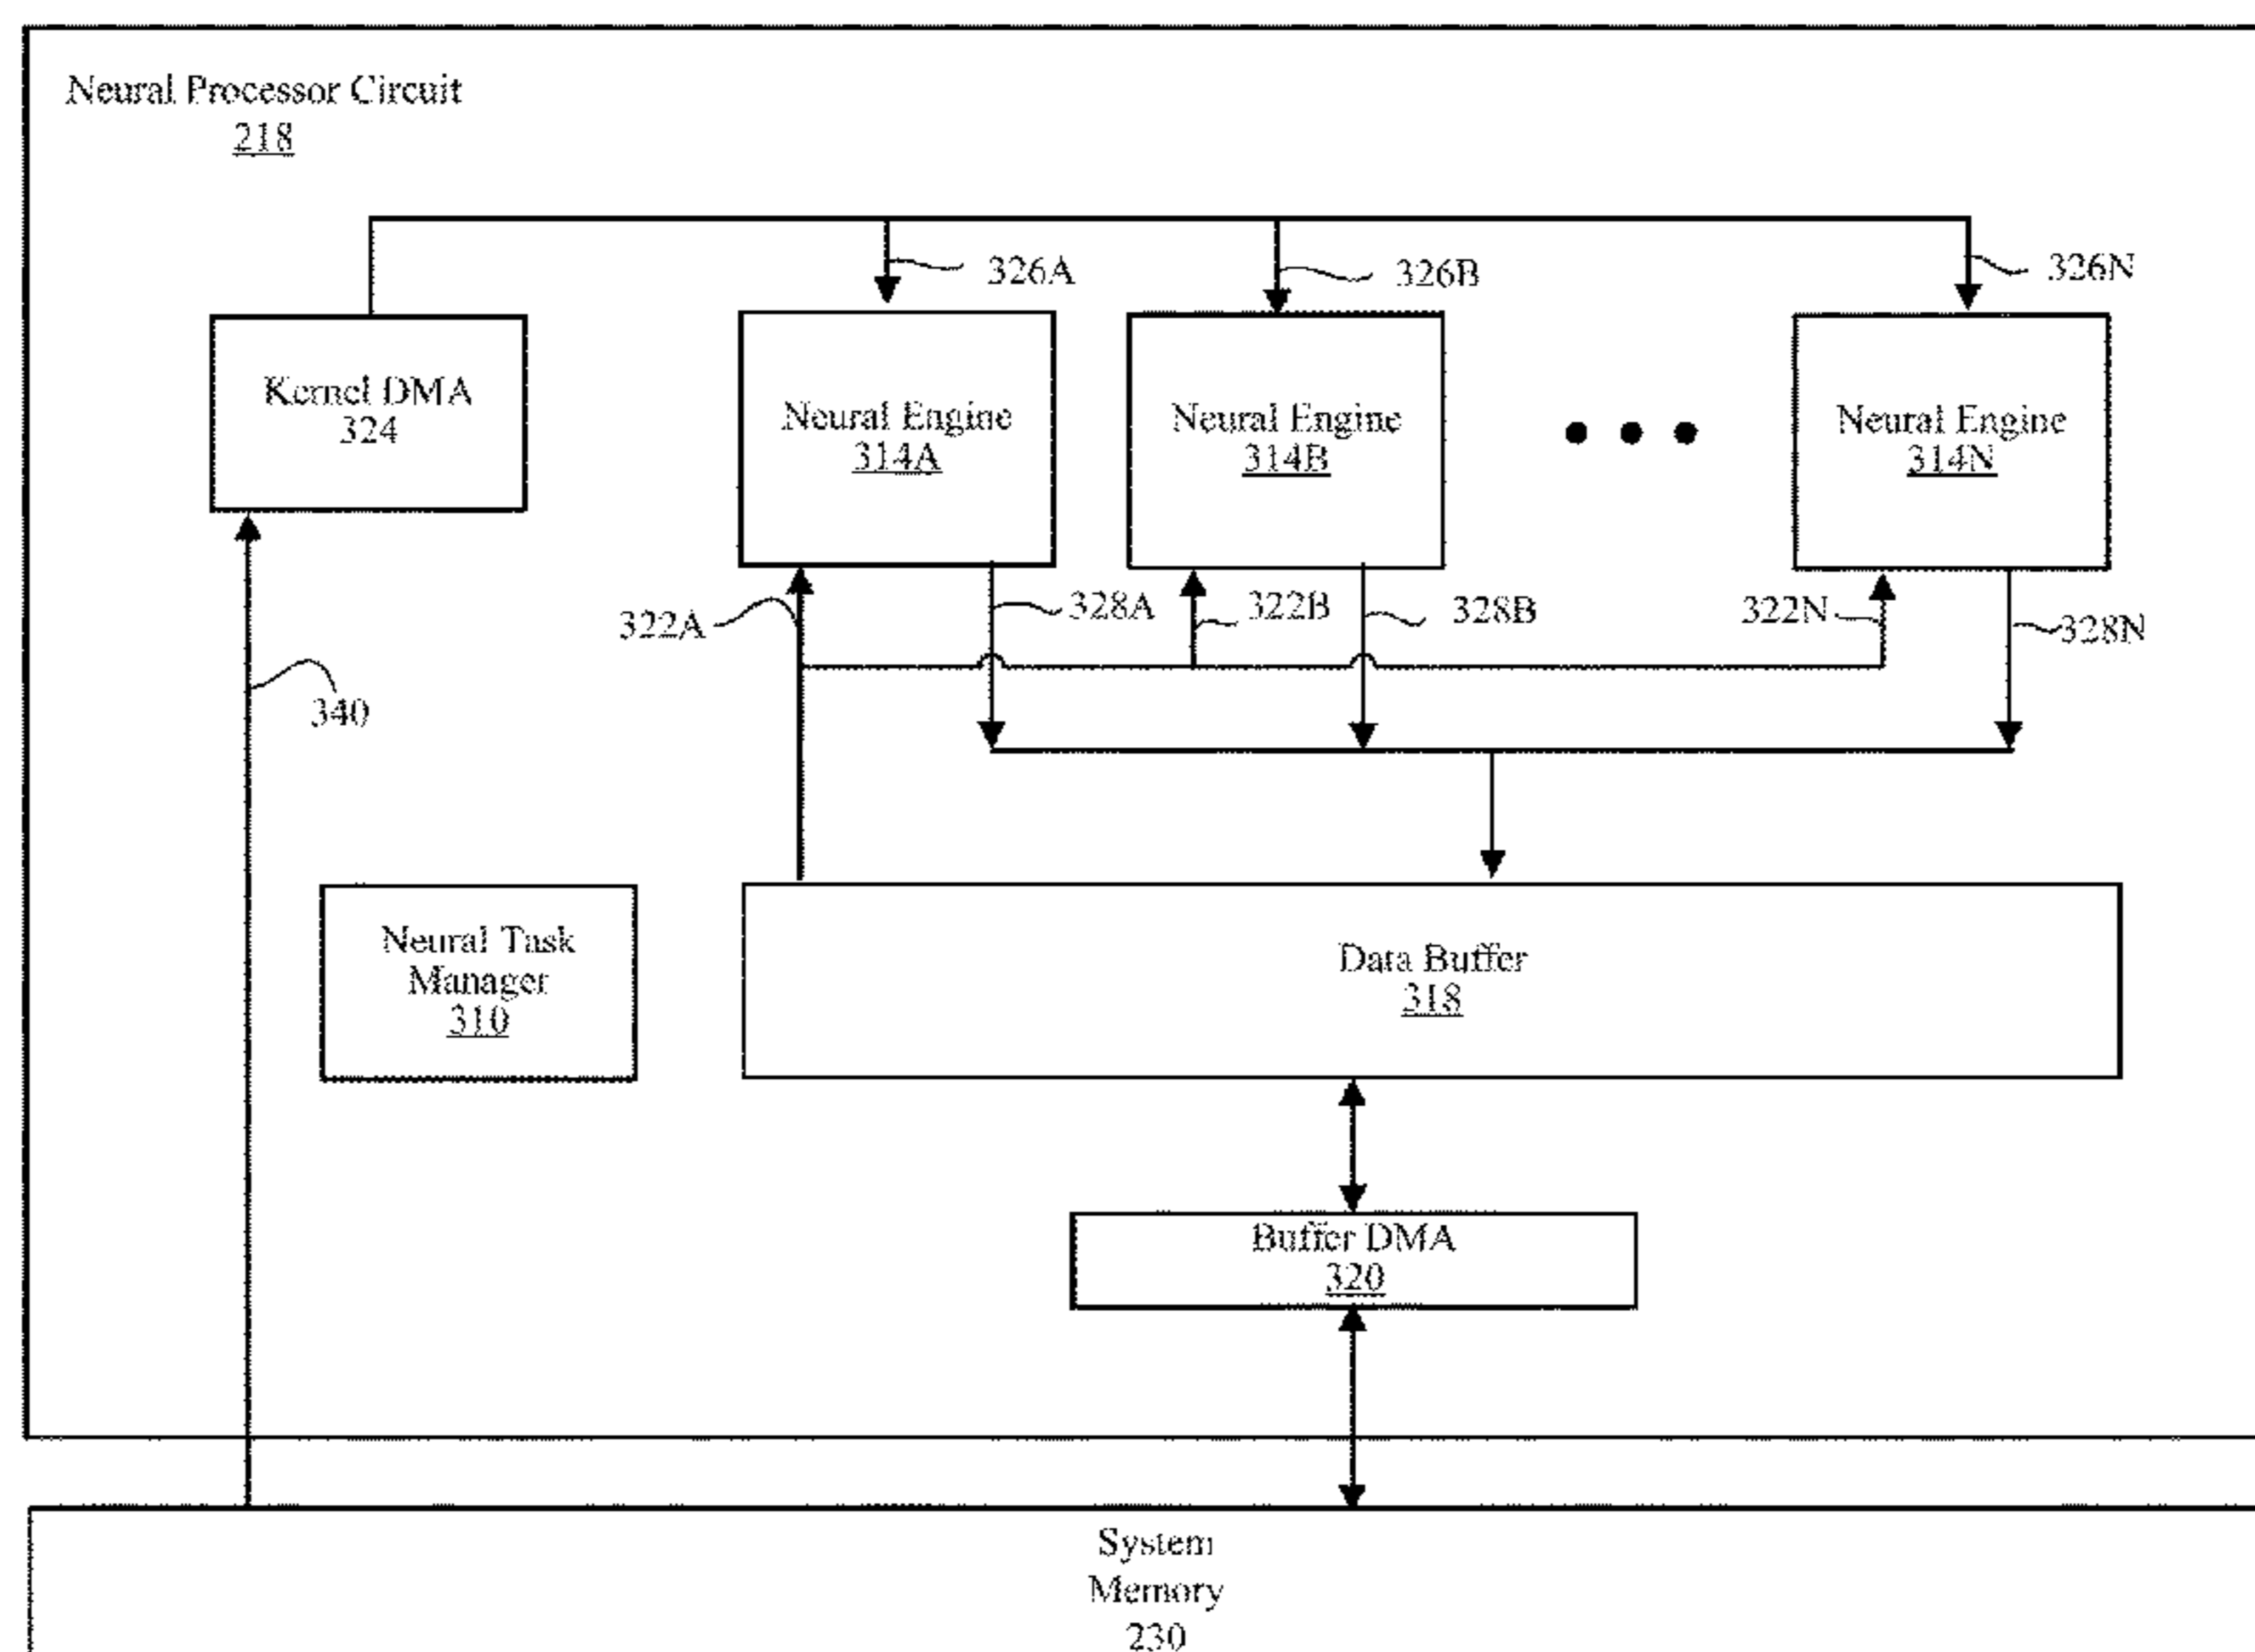 Neural Processor Circuit
218
326A
326B
326N
Kernel DMA
324
Neural Engine
314A
Neural Engine
314B
Neural Engine
314N
322A
328A
322B
328B
322N
328N
340
Neural Task
Manager
310
Data Buffer
318
Buffer DMA
320
System
Memory
230